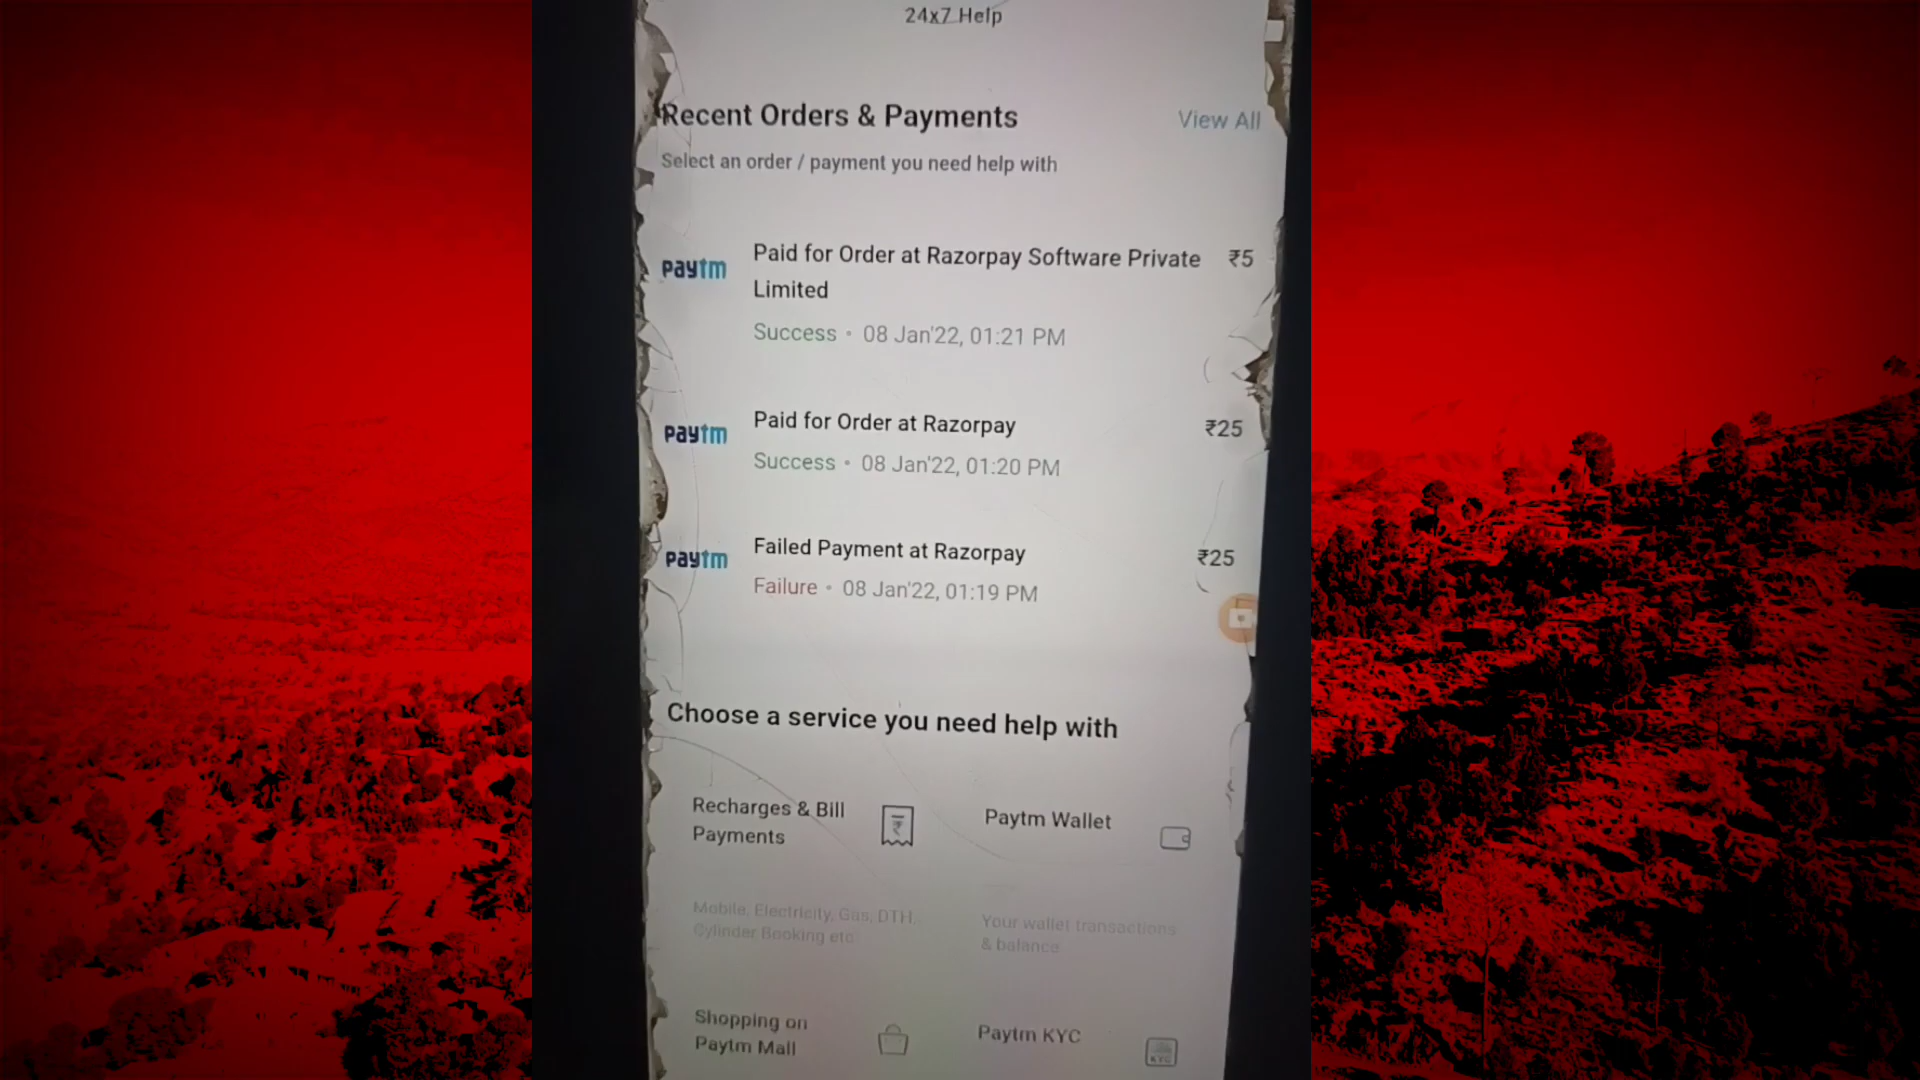 24x7 Help
Recent Orders & Payments
View All
Select an order / payment you need help with
paytm
Paid for Order at Razorpay Software Private
Limited
₹5
Success • 08 Jan'22, 01:21 PM
paytm
Paid for Order at Razorpay
₹25
Success • 08 Jan'22, 01:20 PM
paytm
Failed Payment at Razorpay
₹25
Failure • 08 Jan'22, 01:19 PM
Choose a service you need help with
Recharges & Bill
Payments
Paytm Wallet
Mobile, Electricity, Gas, DTH,
Cylinder Booking etc
Your wallet transactions
& balance
Shopping on
Paytm Mall
Paytm KYC
KYC